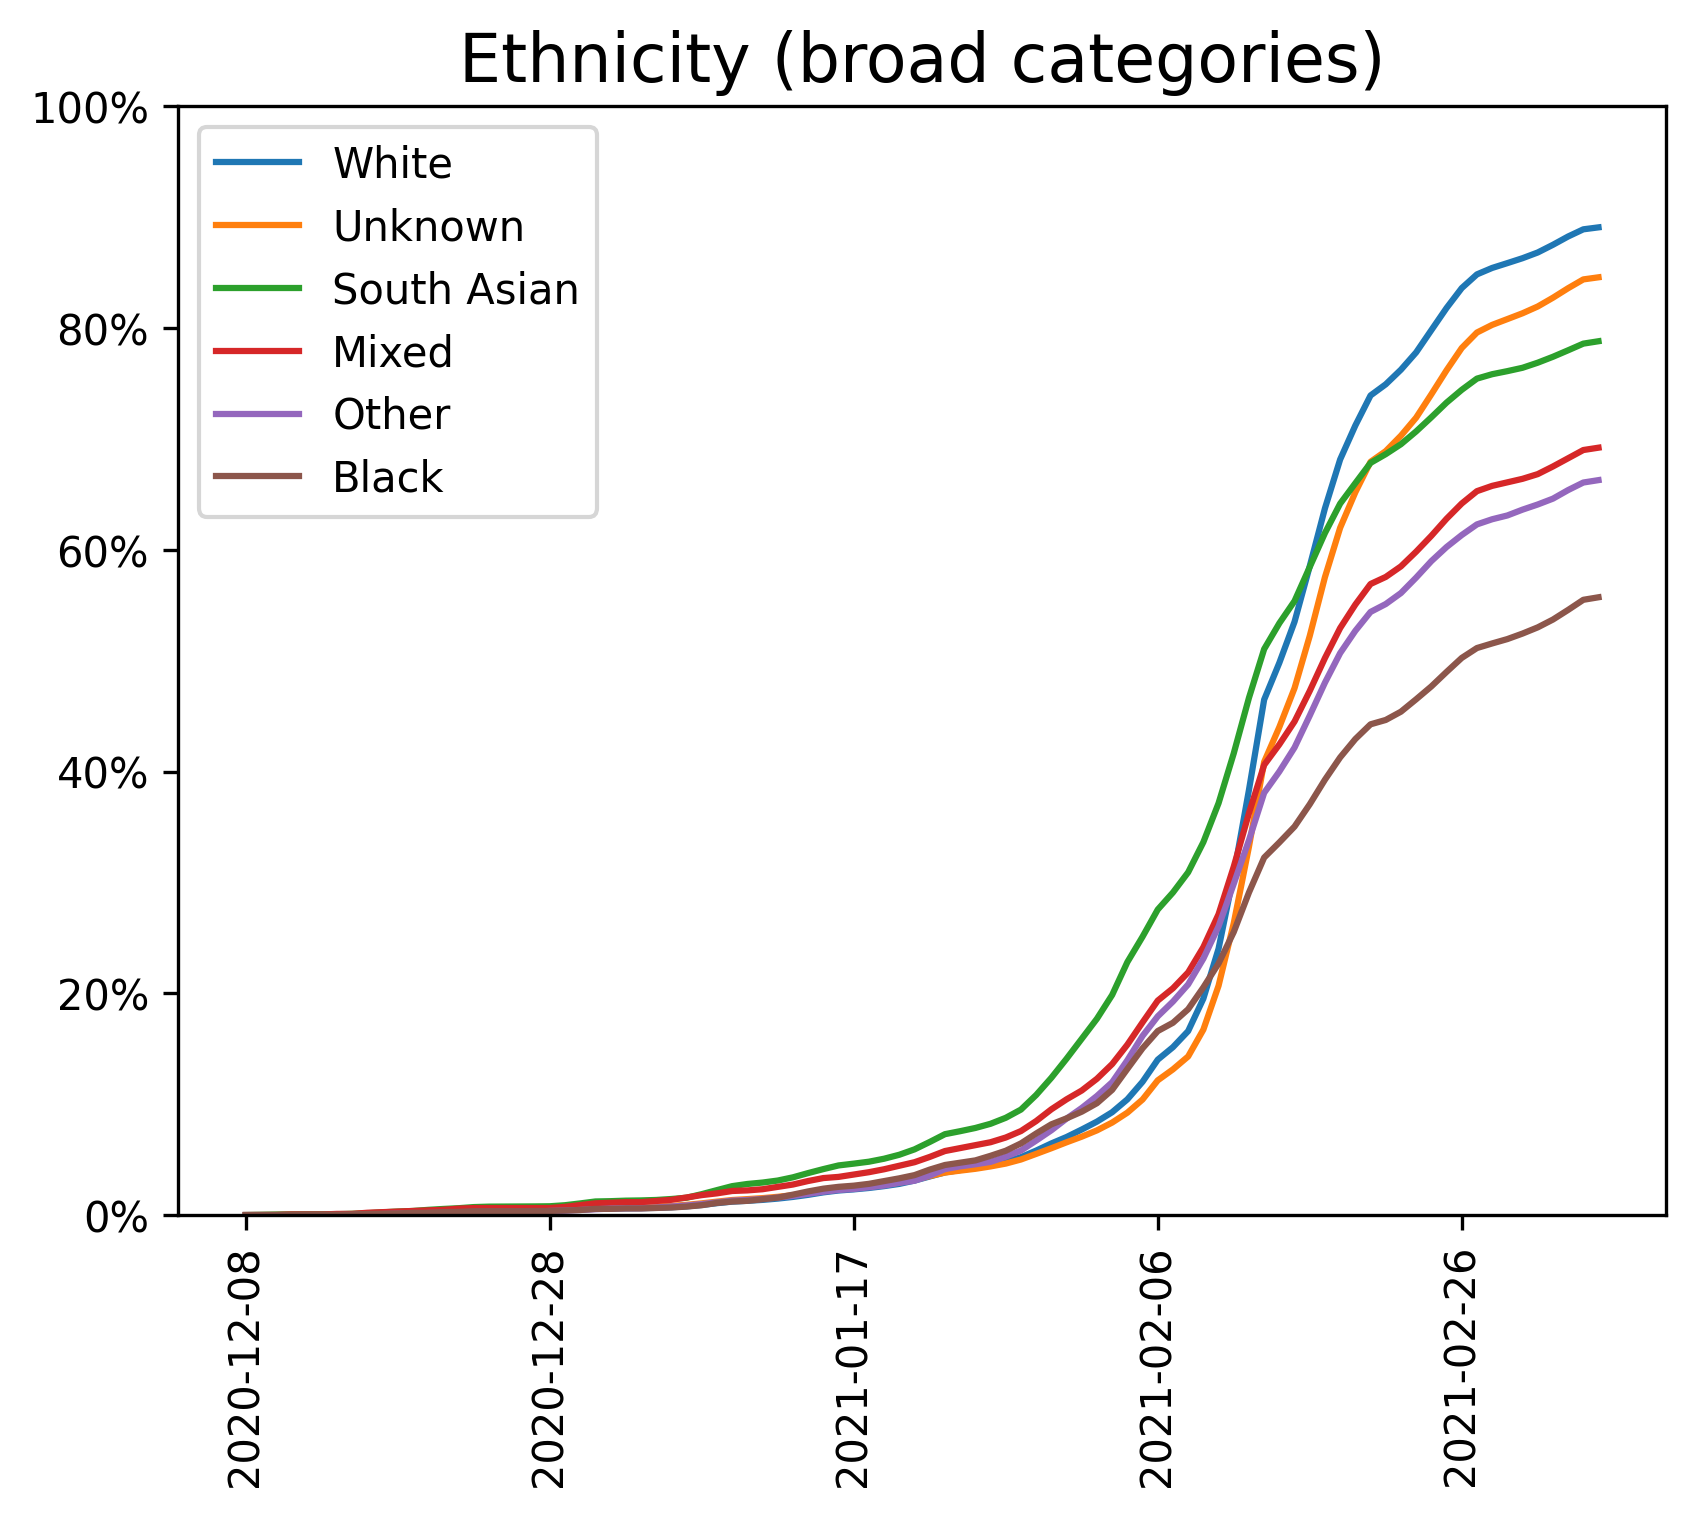 Ethnicity (broad categories)
100%
80%
60%
40%
20%
0%
White
Unknown
South Asian
Mixed
Other
Black
2020-12-08
2020-12-28
2021-01-17
2021-02-06
2021-02-26